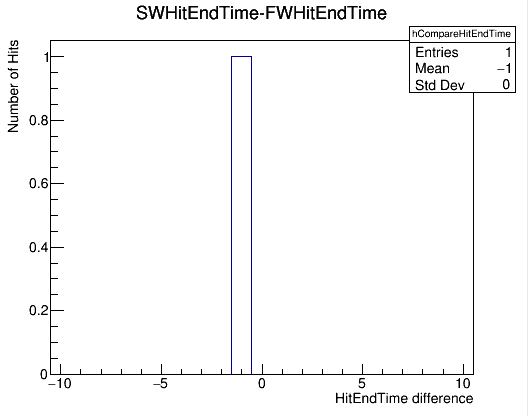 SWHitEndTime-FWHitEndTime
hCompareHitEndTime
Entries 1
Mean −1
Std Dev 0
Number of Hits
1
0.8
0.6
0.4
0.2
0
−10 −5 0 5 10
HitEndTime difference